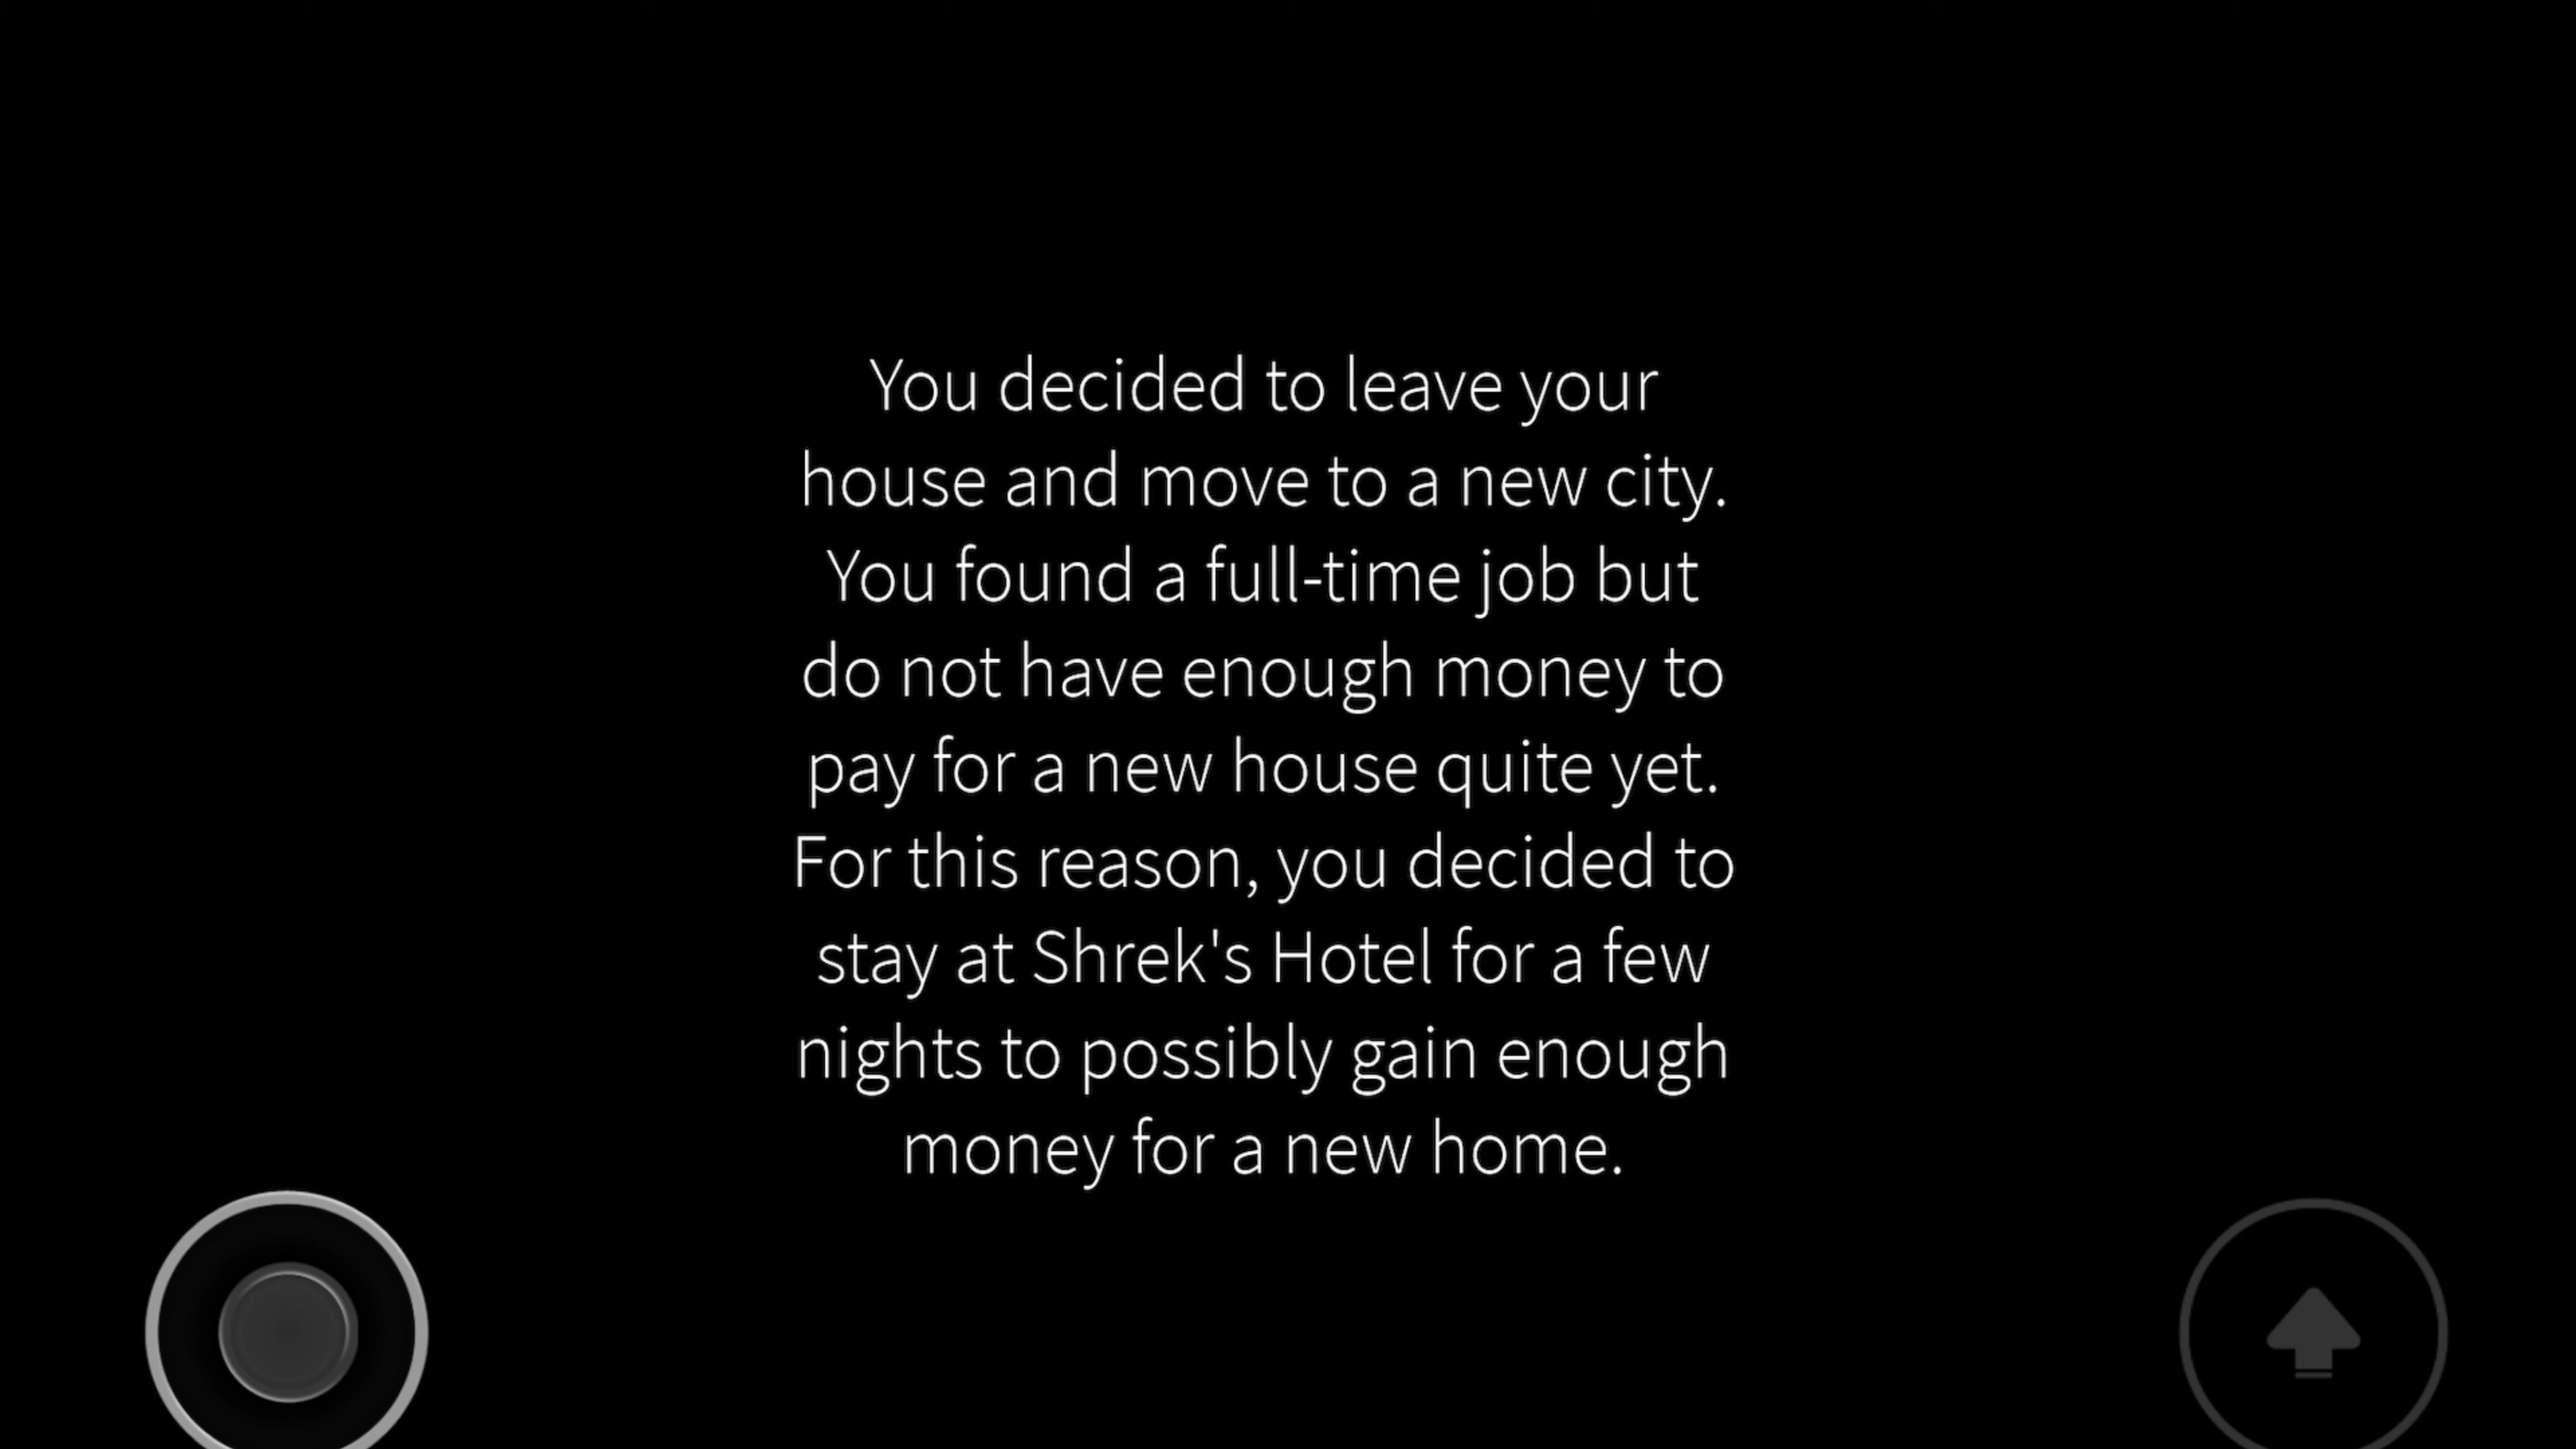 You decided to leave your
house and move to a new city.
You found a full-time job but
do not have enough money to
pay for a new house quite yet.
For this reason, you decided to
stay at Shrek's Hotel for a few
nights to possibly gain enough
money for a new home.